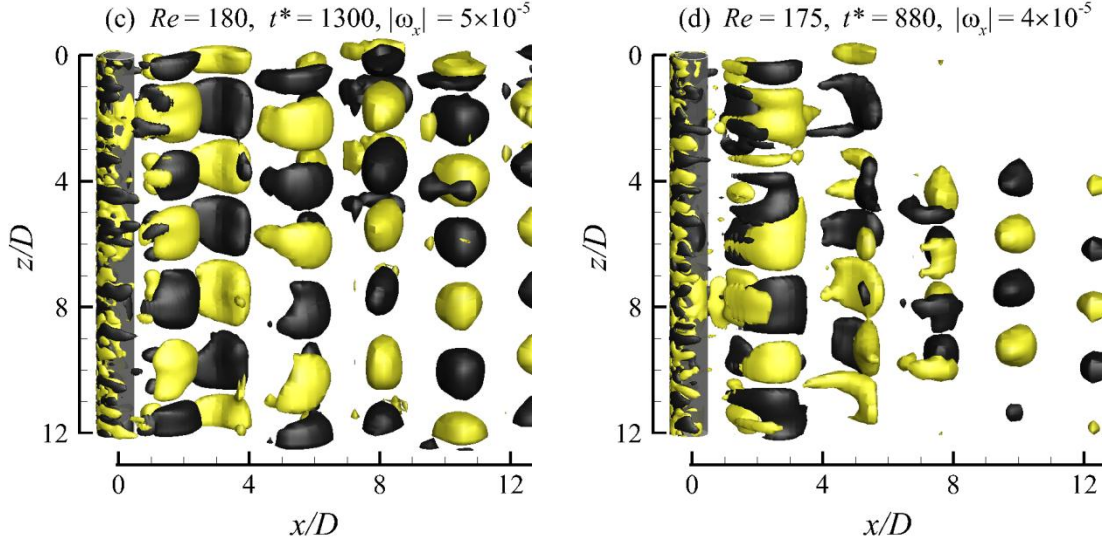 (c) Re = 180, t* = 1300, |ωₓ| = 5×10⁻⁵
0
4
8
12
z/D
0 4 8 12
x/D
(d) Re = 175, t* = 880, |ωₓ| = 4×10⁻⁵
0
4
8
12
z/D
0 4 8 12
x/D